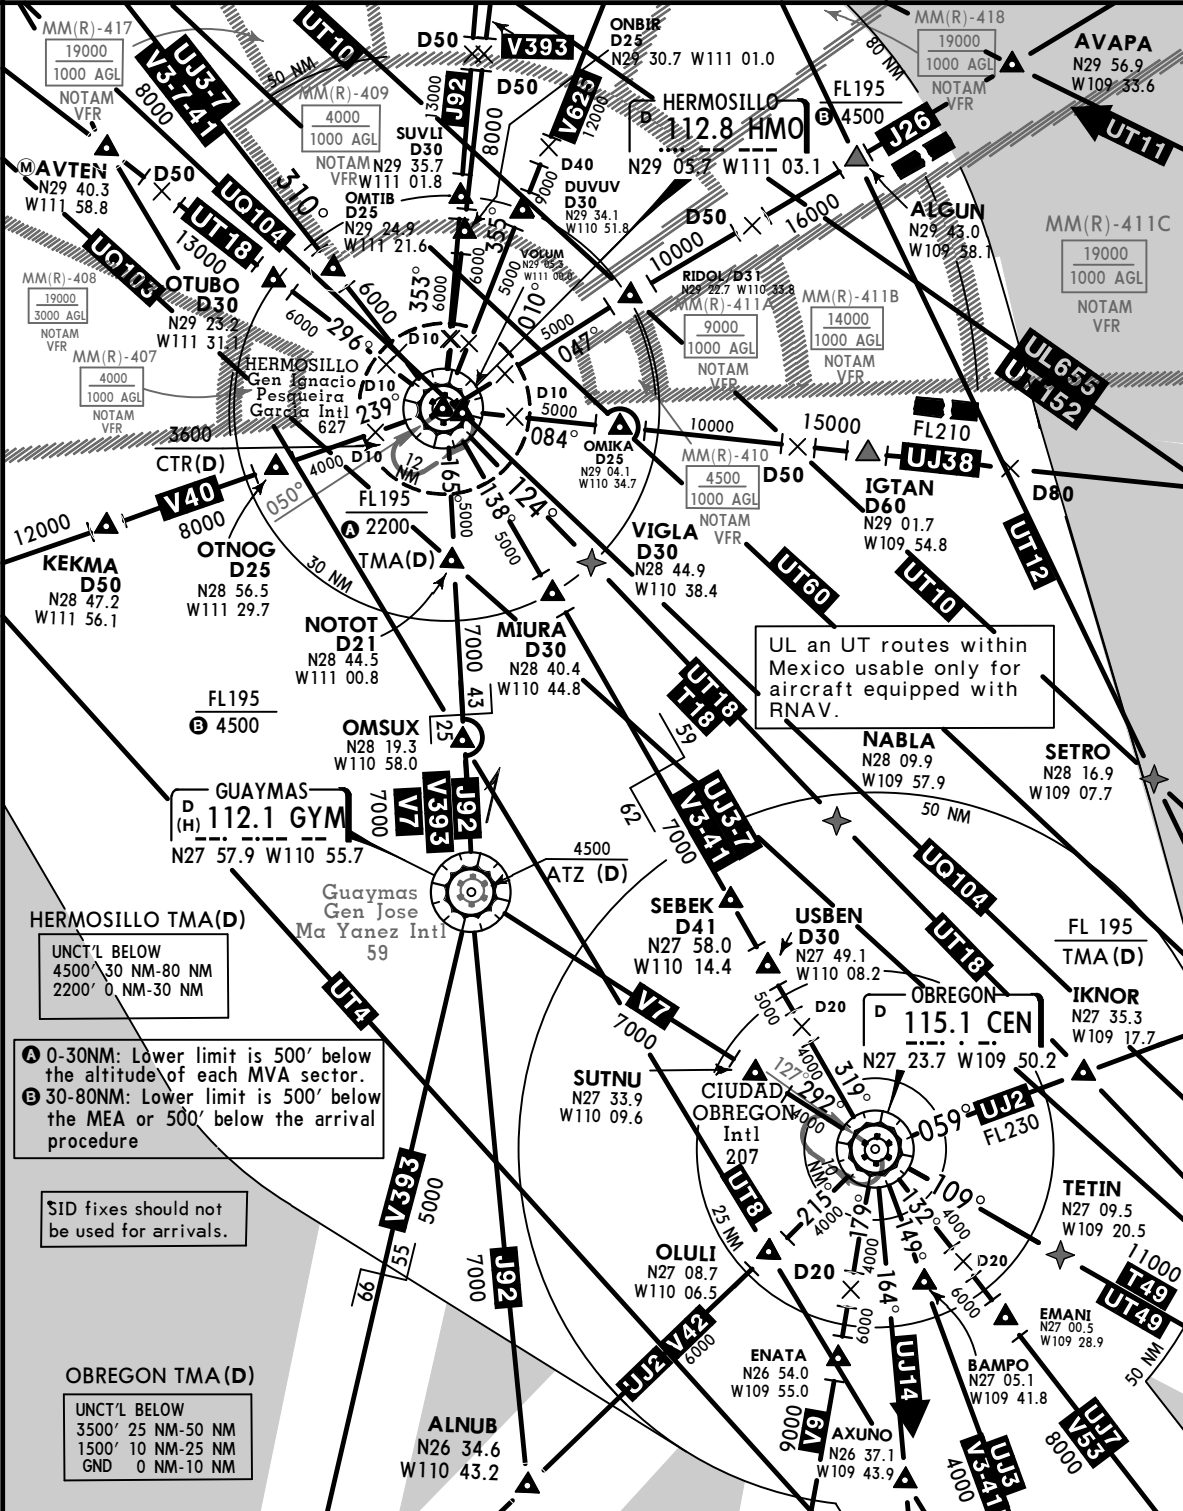 MM(R)-417
19000
1000 AGL
NOTAM
VFR
UJ3-7
V3-7-41
8000
UT10
50 NM
MM(R)-409
4000
1000 AGL
NOTAM
VFR
SUVLI
D30
N29 35.7
W111 01.8
D50
V393
D50
J92
13000
8000
ONBIR
D25
N29 30.7 W111 01.0
V625
12000
D40
9000
DUVUV
D30
N29 34.1
W110 51.8
HERMOSILLO
D 112.8 HMO
N29 05.7 W111 03.1
FL195
B 4500
80 NM
MM(R)-418
19000
1000 AGL
NOTAM
VFR
AVAPA
N29 56.9
W109 33.6
UT11
J26
M AVTEN
N29 40.3
W111 58.8
D50
UT18
13000
UQ104
310°
UQ103
OMTIB
D25
N29 24.9
W111 21.6
353°
6000
6000
355°
5000
VOLUM
N29 05.3
W111 00.0
010°
D50
10000
16000
ALGUN
N29 43.0
W109 58.1
MM(R)-411C
19000
1000 AGL
NOTAM
VFR
MM(R)-408
19000
3000 AGL
NOTAM
VFR
OTUBO
D30
N29 23.2
W111 31.1
6000
296°
6000
RIDOL/D31
N29 22.7 W110 33.8
MM(R)-411A
9000
1000 AGL
NOTAM
VFR
MM(R)-411B
14000
1000 AGL
NOTAM
VFR
5000
047°
MM(R)-407
4000
1000 AGL
NOTAM
VFR
HERMOSILLO
Gen Ignacio
Pesqueira
Garcia Intl
627
D10
D10
239°
3600
CTR(D)
4000
D10
12
NM
050°
D10
5000
084°
OMIKA
D25
N29 04.1
W110 34.7
10000
D50
15000
FL210
UJ38
D80
UL655
UT152
MM(R)-410
4500
1000 AGL
NOTAM
VFR
IGTAN
D60
N29 01.7
W109 54.8
UT12
12000
V40
8000
KEKMA
D50
N28 47.2
W111 56.1
OTNOG
D25
N28 56.5
W111 29.7
FL195
A 2200
TMA(D)
30 NM
165°
5000
138°
5000
124°
VIGLA
D30
N28 44.9
W110 38.4
UT60
UT10
NOTOT
D21
N28 44.5
W111 00.8
7000
43
MIURA
D30
N28 40.4
W110 44.8
UL an UT routes within
Mexico usable only for
aircraft equipped with
RNAV.
UT18
T18
FL195
B 4500
OMSUX
N28 19.3
W110 58.0
25
59
62
NABLA
N28 09.9
W109 57.9
SETRO
N28 16.9
W109 07.7
50 NM
GUAYMAS
D
(H) 112.1 GYM
N27 57.9 W110 55.7
7000
V7
V393
J92
UJ3-7
V3-41
7000
4500
ATZ (D)
Guaymas
Gen Jose
Ma Yanez Intl
59
UQ104
UT18
HERMOSILLO TMA(D)
UNCT'L BELOW
4500' 30 NM-80 NM
2200' 0 NM-30 NM
SEBEK
D41
N27 58.0
W110 14.4
USBEN
D30
N27 49.1
W110 08.2
5000
D20
4000
FL 195
TMA(D)
UT4
V7
7000
OBREGON
D 115.1 CEN
N27 23.7 W109 50.2
IKNOR
N27 35.3
W109 17.7
A 0-30NM: Lower limit is 500' below
the altitude of each MVA sector.
B 30-80NM: Lower limit is 500' below
the MEA or 500' below the arrival
procedure
SUTNU
N27 33.9
W110 09.6
127°
292°
4000
319°
CIUDAD
OBREGON
Intl
207
059°
UJ2
FL230
10
NM
V393
5000
SID fixes should not
be used for arrivals.
55
66
J92
7000
UT8
25 NM
215°
4000
179°
4000
164°
149°
132°
4000
109°
TETIN
N27 09.5
W109 20.5
11000
T49
UT49
OLULI
N27 08.7
W110 06.5
D20
6000
D20
6000
EMANI
N27 00.5
W109 28.9
50 NM
UJ2 V42
6000
ENATA
N26 54.0
W109 55.0
UJ14
BAMPO
N27 05.1
W109 41.8
OBREGON TMA(D)
UNCT'L BELOW
3500' 25 NM-50 NM
1500' 10 NM-25 NM
GND 0 NM-10 NM
ALNUB
N26 34.6
W110 43.2
9000
V9
AXUNO
N26 37.1
W109 43.9
4000
V3-41
UJ3
8000
UJ7
V53